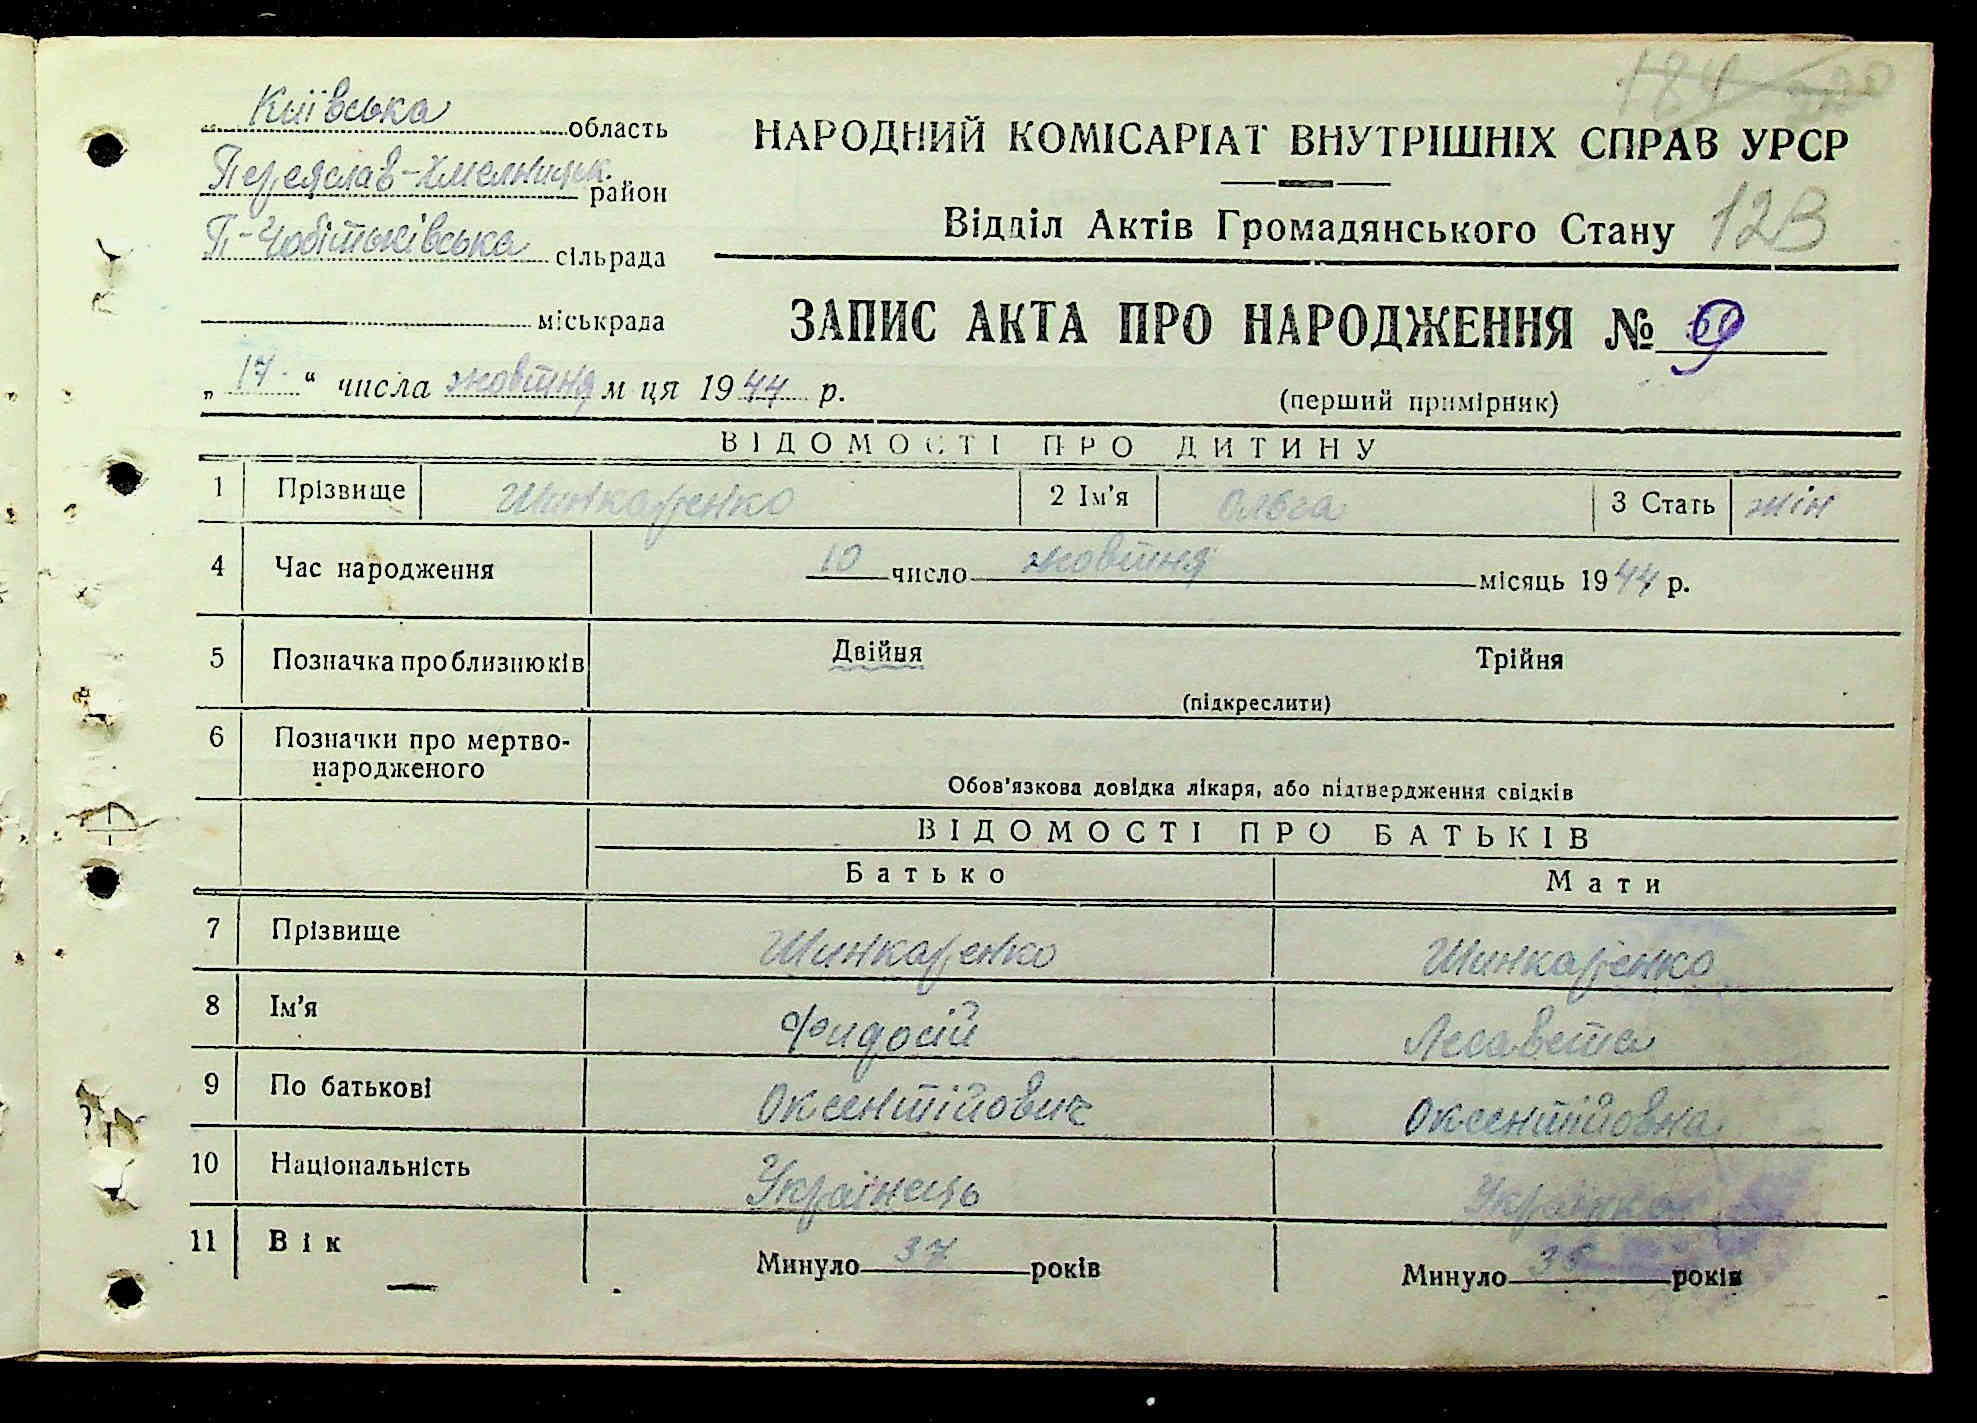 Київська область
НАРОДНИЙ КОМІСАРІАТ ВНУТРІШНІХ СПРАВ УРСР
Переяслав-Хмельницьк. район
Відділ Актів Громадянського Стану 123
П-Чобітьківська сільрада
міськрада
ЗАПИС АКТА ПРО НАРОДЖЕННЯ № 9
„ 17 “ числа жовтня м ця 1944 р.
(перший примірник)
ВІДОМОСТІ ПРО ДИТИНУ
1 Прізвище Шинкаренко 2 Ім'я Ольга 3 Стать жін
4 Час народження 10 число жовтня місяць 1944 р.
5 Позначка про близнюків Двійня Трійня
(підкреслити)
6 Позначки про мертво-
народженого
Обов'язкова довідка лікаря, або підтвердження свідків
ВІДОМОСТІ ПРО БАТЬКІВ
Батько Мати
7 Прізвище Шинкаренко Шинкаренко
8 Ім'я Фидосій Лесавета
9 По батькові Оксентійович Оксентійовна
10 Національність Українець Українка
11 Вік Минуло 37 років Минуло років